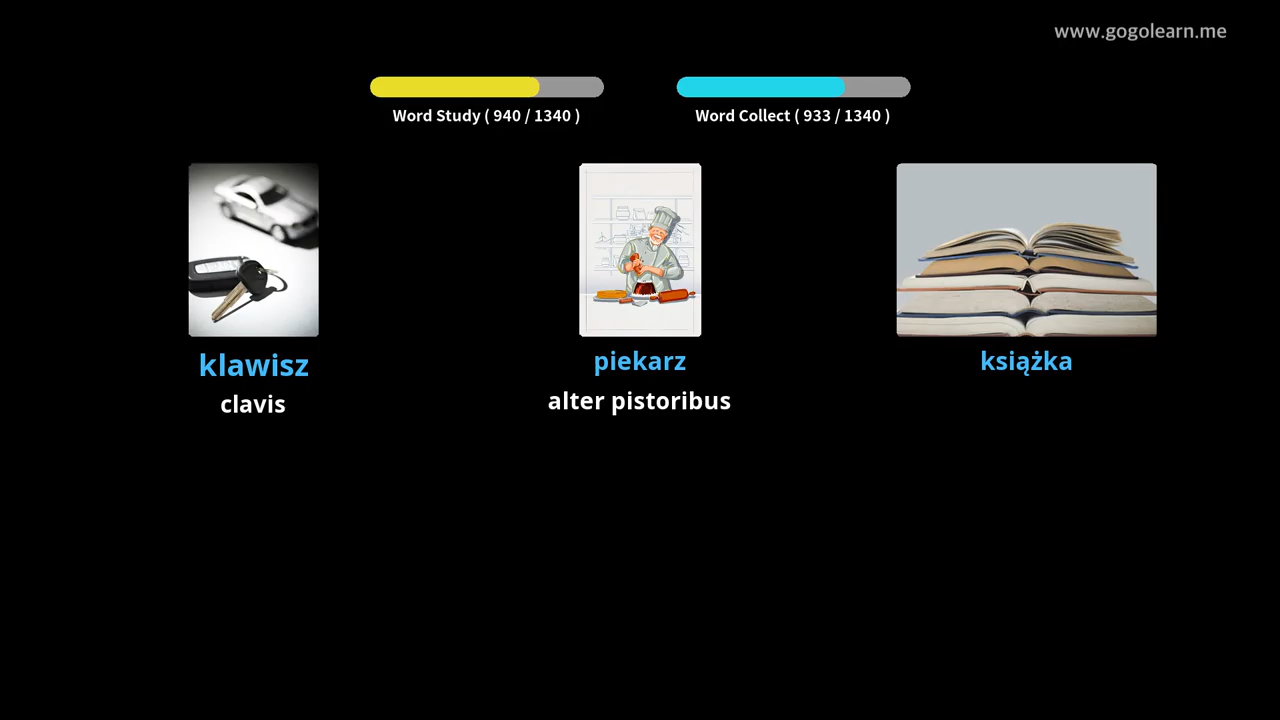 www.gogolearn.me
Word Study ( 940 / 1340 )
Word Collect ( 933 / 1340 )
klawisz
clavis
piekarz
alter pistoribus
książka